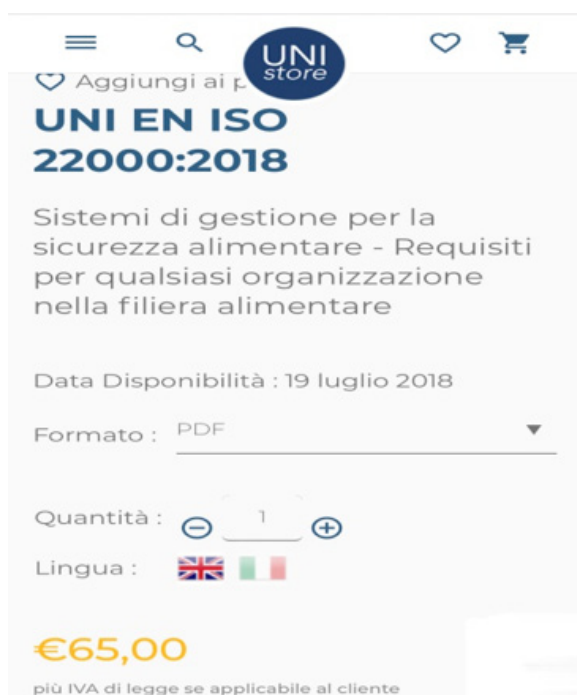 UNI
store
Aggiungi ai p
UNI EN ISO
22000:2018
Sistemi di gestione per la
sicurezza alimentare - Requisiti
per qualsiasi organizzazione
nella filiera alimentare
Data Disponibilità : 19 luglio 2018
Formato : PDF
Quantità : 1
Lingua :
€65,00
più IVA di legge se applicabile al cliente